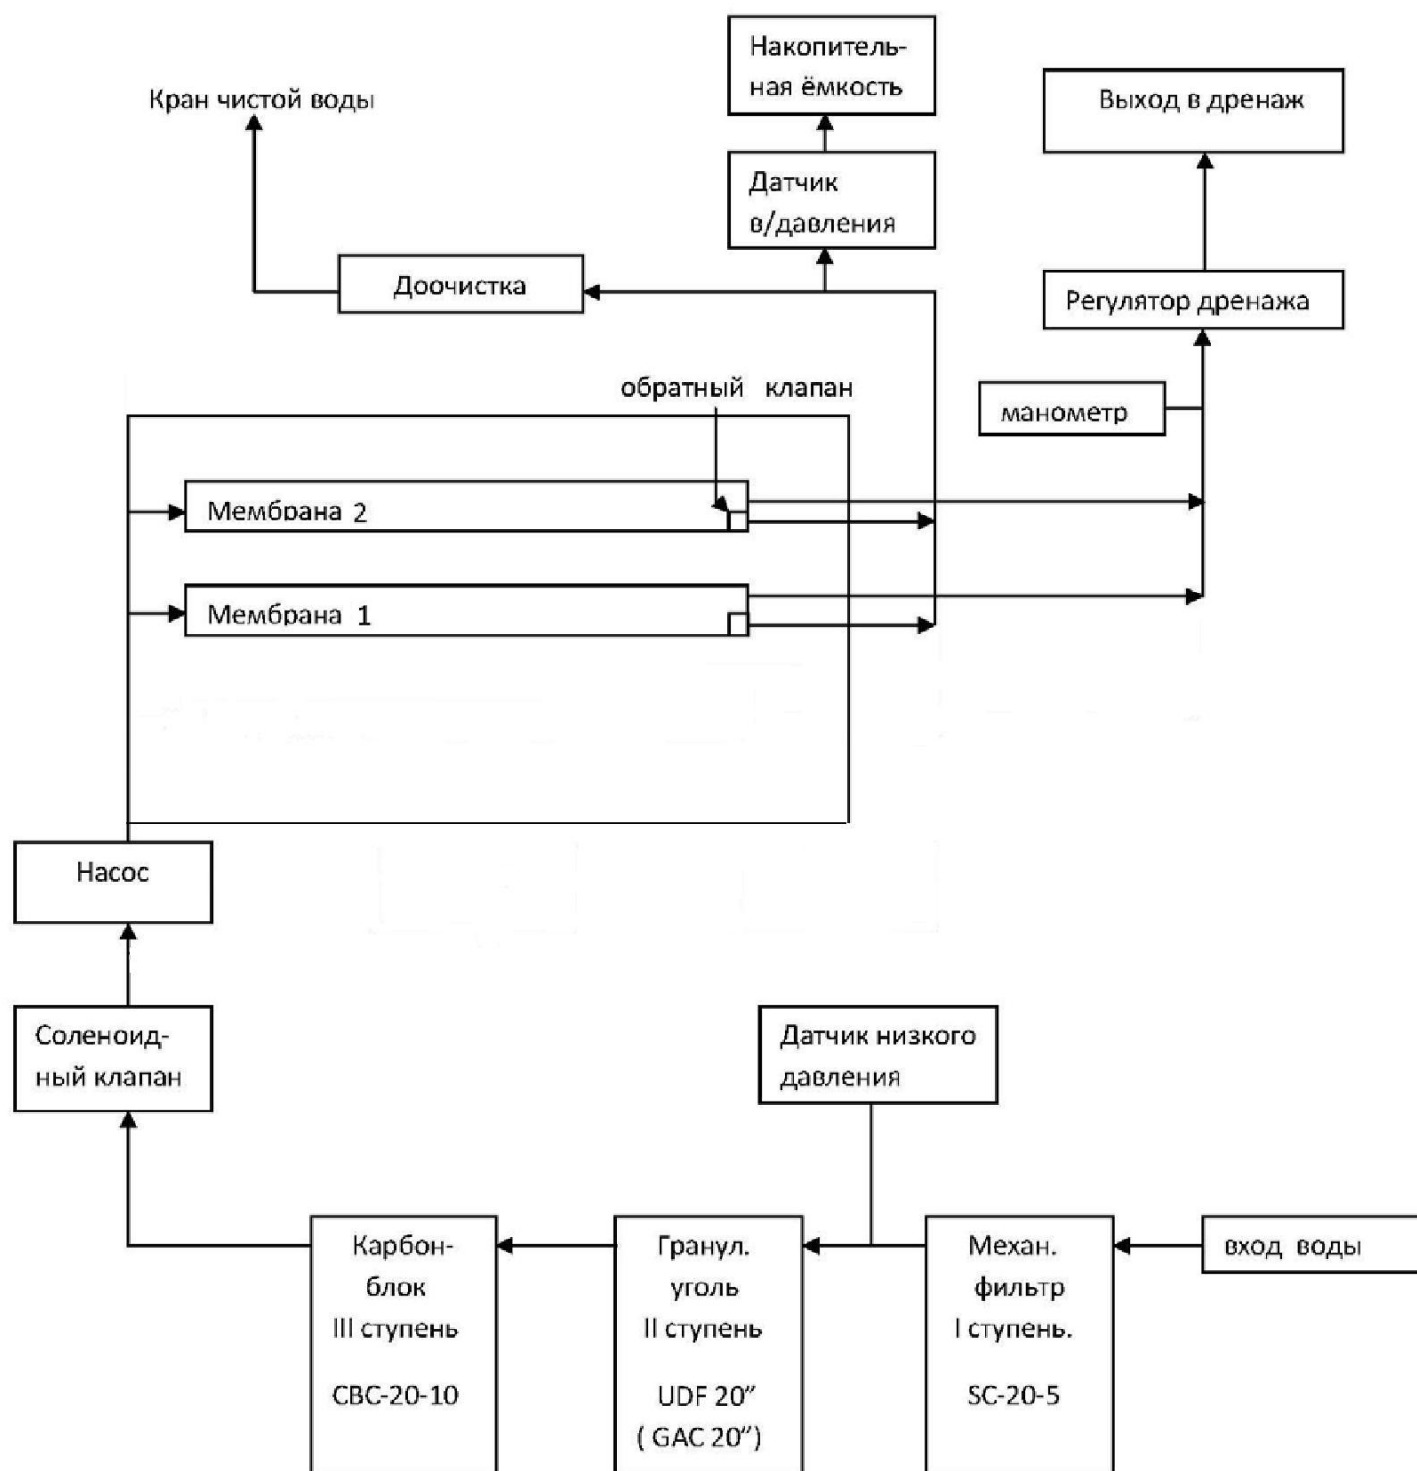 Накопитель-
ная ёмкость
Кран чистой воды
Выход в дренаж
Датчик
в/давления
Доочистка
Регулятор дренажа
обратный клапан
манометр
Мембрана 2
Мембрана 1
Насос
Соленоид-
ный клапан
Датчик низкого
давления
Карбон-
блок
III ступень
CBC-20-10
Гранул.
уголь
II ступень
UDF 20”
( GAC 20”)
Механ.
фильтр
I ступень.
SC-20-5
вход воды